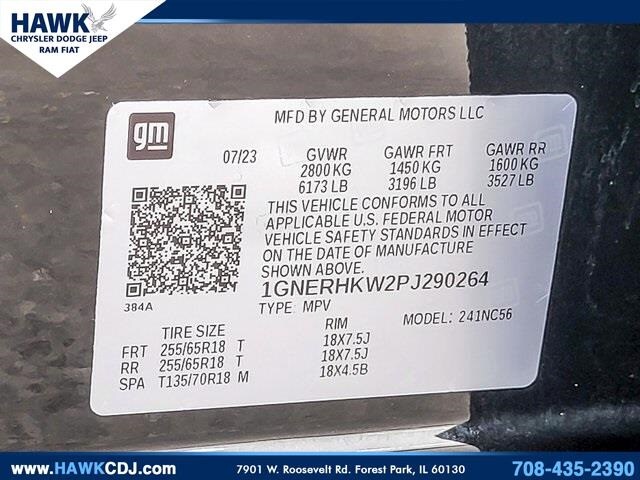 HAWK
CHRYSLER DODGE JEEP
RAM FIAT
gm
MFD BY GENERAL MOTORS LLC
07/23 GVWR GAWR FRT GAWR RR
2800 KG 1450 KG 1600 KG
6173 LB 3196 LB 3527 LB
THIS VEHICLE CONFORMS TO ALL
APPLICABLE U.S. FEDERAL MOTOR
VEHICLE SAFETY STANDARDS IN EFFECT
ON THE DATE OF MANUFACTURE
SHOWN ABOVE.
1GNERHKW2PJ290264
384A
TYPE: MPV MODEL: 241NC56
TIRE SIZE RIM
FRT 255/65R18 T 18X7.5J
RR 255/65R18 T 18X7.5J
SPA T135/70R18 M 18X4.5B
www.HAWKCDJ.com 7901 W. Roosevelt Rd. Forest Park, IL 60130 708-435-2390